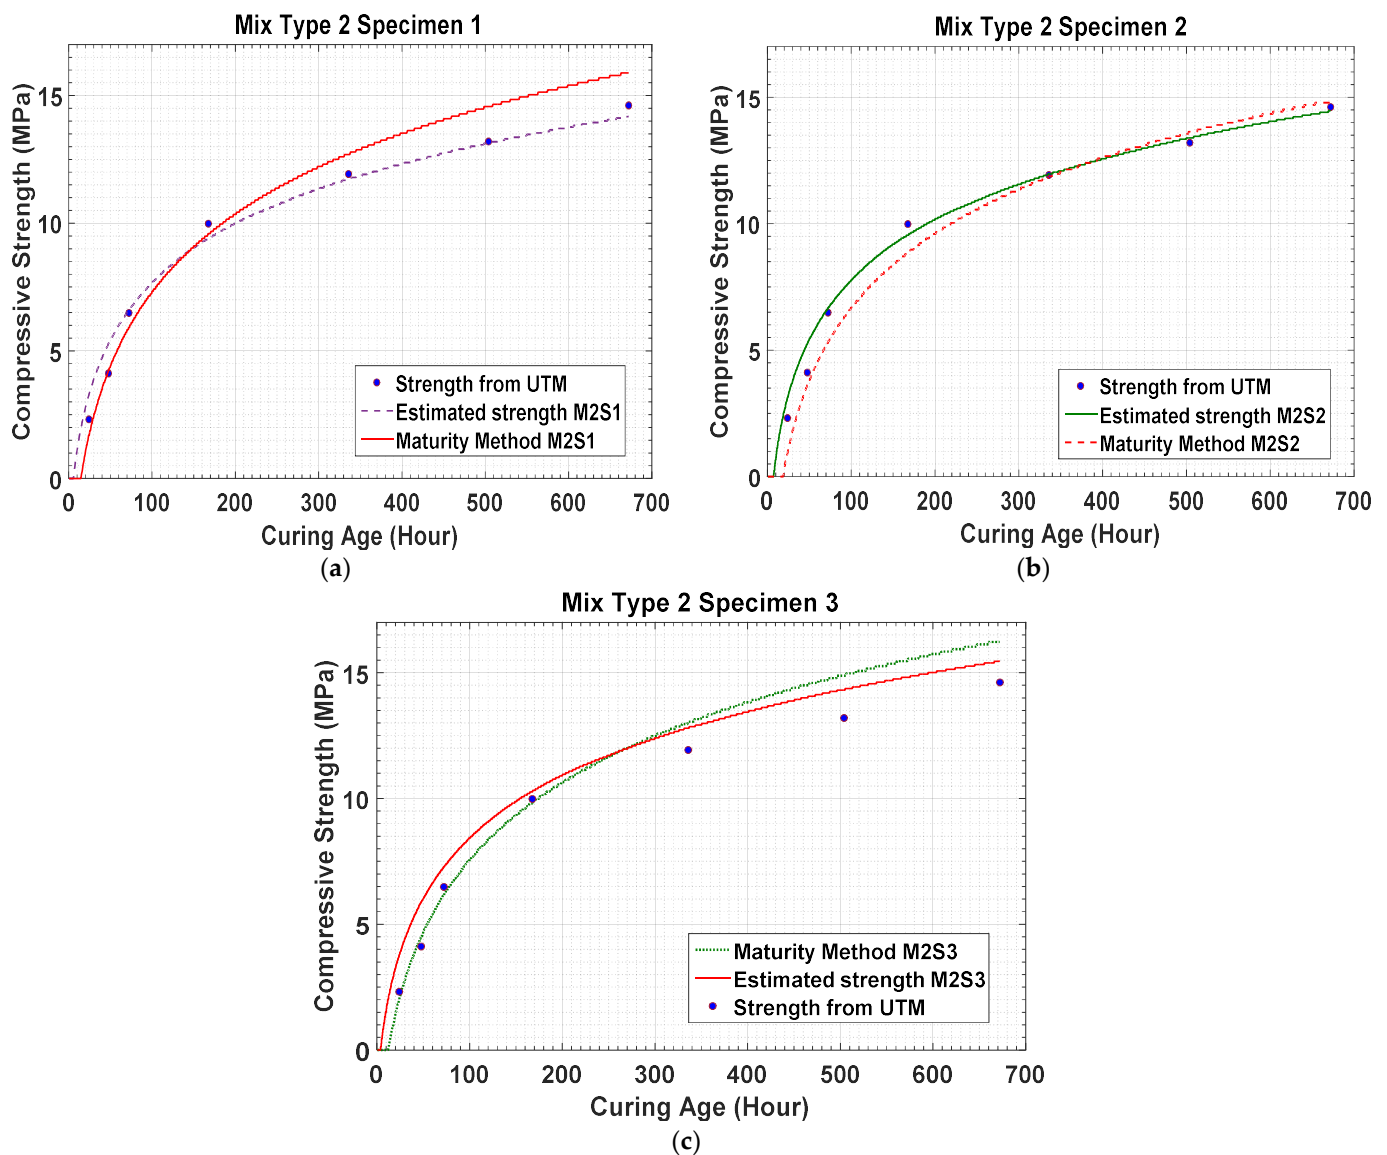 Mix Type 2 Specimen 1
Compressive Strength (MPa)
15
10
5
0
0 100 200 300 400 500 600 700
Curing Age (Hour)
Strength from UTM
Estimated strength M2S1
Maturity Method M2S1
(a)
Mix Type 2 Specimen 2
Compressive Strength (MPa)
15
10
5
0
0 100 200 300 400 500 600 700
Curing Age (Hour)
Strength from UTM
Estimated strength M2S2
Maturity Method M2S2
(b)
Mix Type 2 Specimen 3
Compressive Strength (MPa)
15
10
5
0
0 100 200 300 400 500 600 700
Curing Age (Hour)
Maturity Method M2S3
Estimated strength M2S3
Strength from UTM
(c)